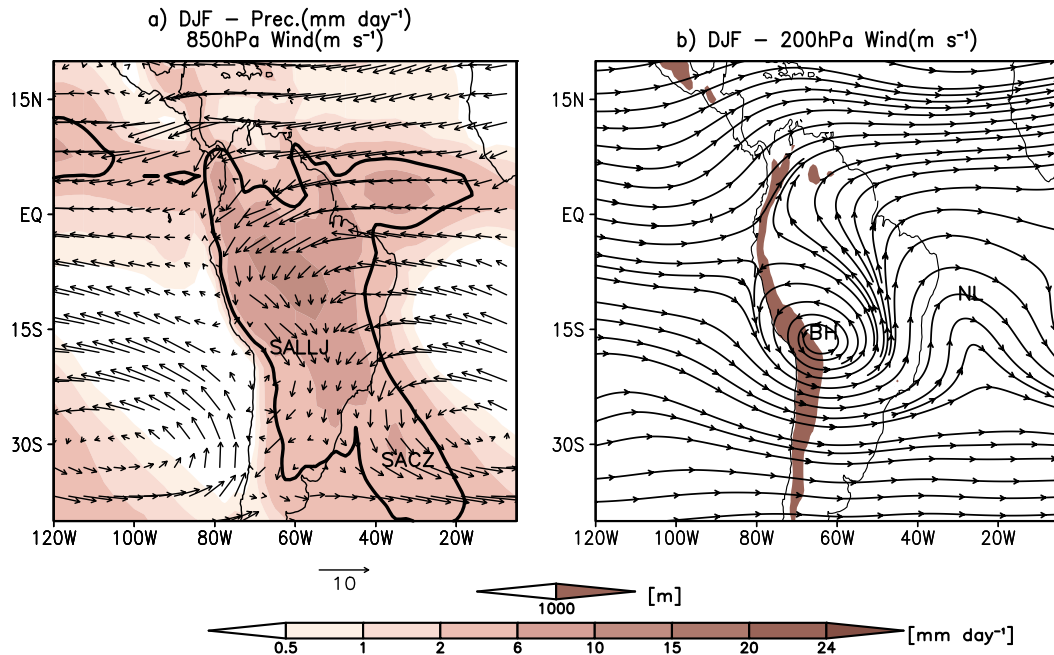 a) DJF – Prec.(mm day⁻¹)
850hPa Wind(m s⁻¹)
b) DJF – 200hPa Wind(m s⁻¹)
15N
EQ
15S
30S
SALLJ
SACZ
120W 100W 80W 60W 40W 20W
15N
EQ
15S
30S
BH
NL
120W 100W 80W 60W 40W 20W
10
1000
[m]
0.5 1 2 6 10 15 20 24
[mm day⁻¹]